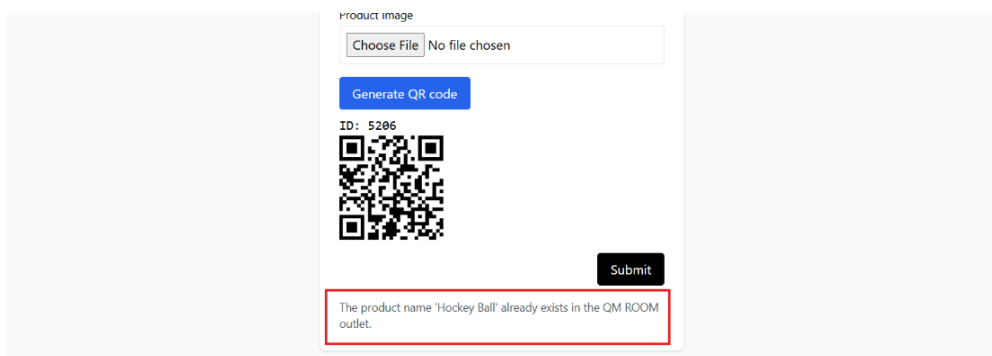 Product Image
Choose File No file chosen
Generate QR code
ID: 5206
Submit
The product name 'Hockey Ball' already exists in the QM ROOM
outlet.